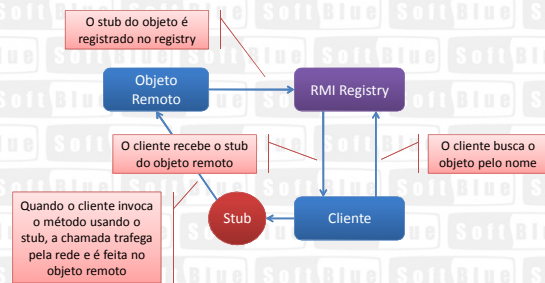 O stub do objeto é
registrado no registry
Objeto
Remoto
RMI Registry
O cliente recebe o stub
do objeto remoto
O cliente busca o
objeto pelo nome
Quando o cliente invoca
o método usando o
stub, a chamada trafega
pela rede e é feita no
objeto remoto
Stub
Cliente